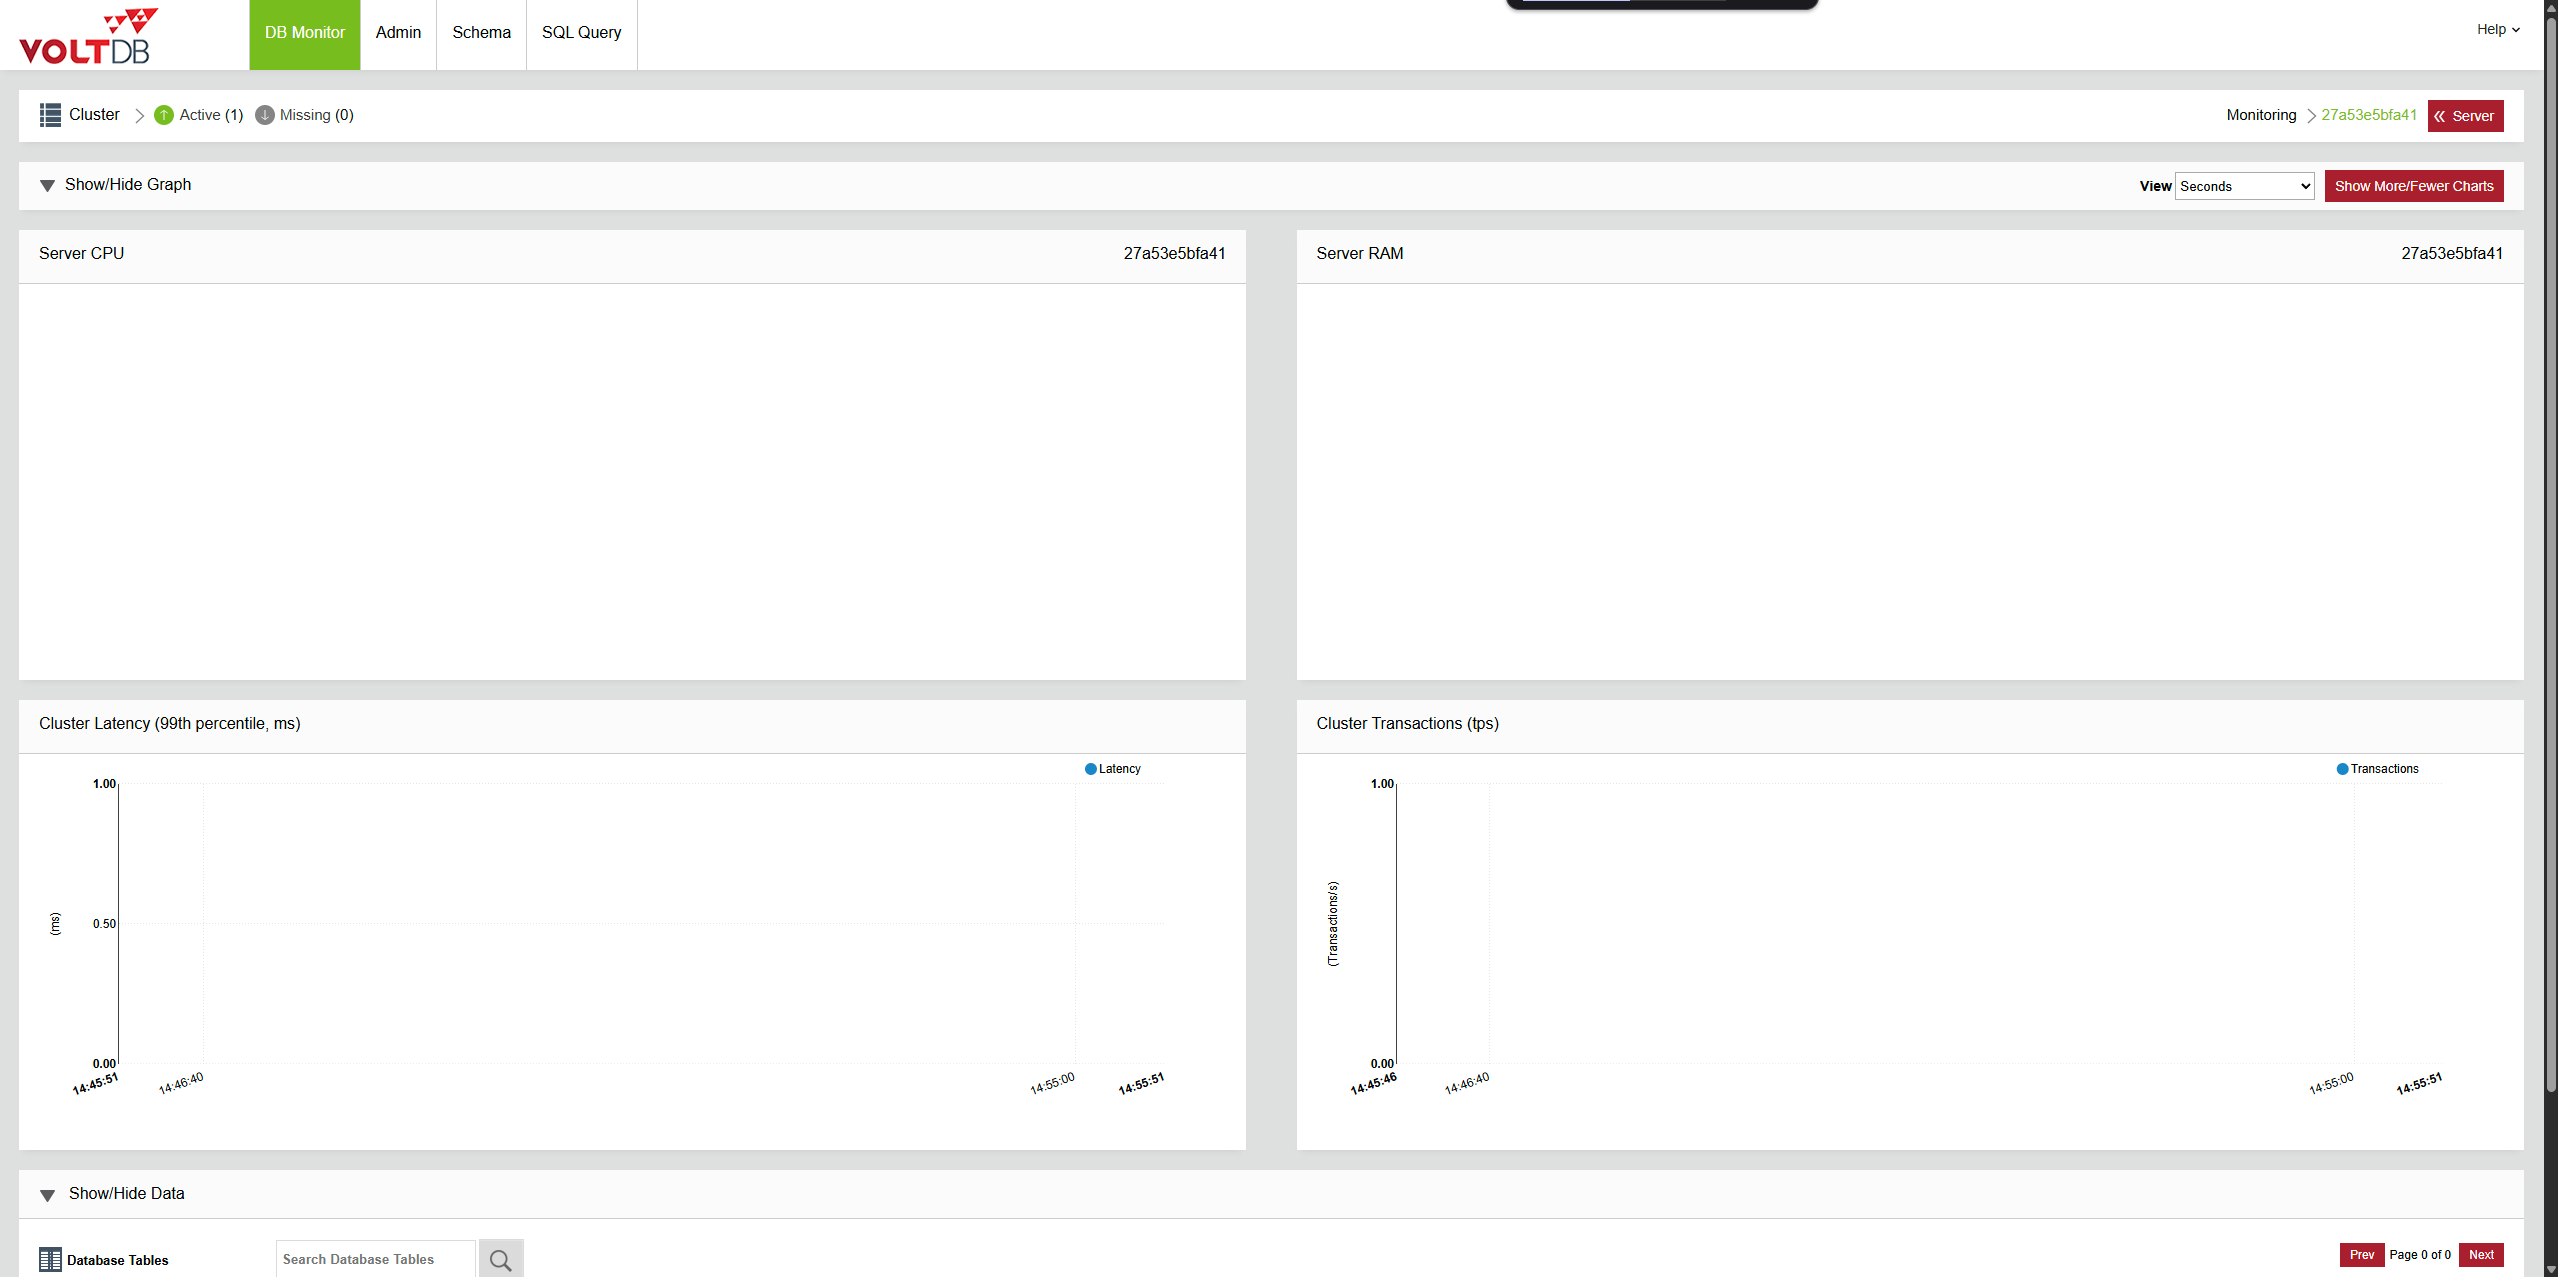 VOLTDB
DB Monitor Admin Schema SQL Query Help
Cluster Active (1) Missing (0) Monitoring 27a53e5bfa41 « Server
Show/Hide Graph View Seconds Show More/Fewer Charts
Server CPU 27a53e5bfa41
Server RAM 27a53e5bfa41
Cluster Latency (99th percentile, ms)
Latency
1.00
0.50
0.00
(ms)
14:45:51 14:46:40 14:55:00 14:55:51
Cluster Transactions (tps)
Transactions
1.00
0.00
(Transactions/s)
14:45:46 14:46:40 14:55:00 14:55:51
Show/Hide Data
Database Tables Search Database Tables Prev Page 0 of 0 Next